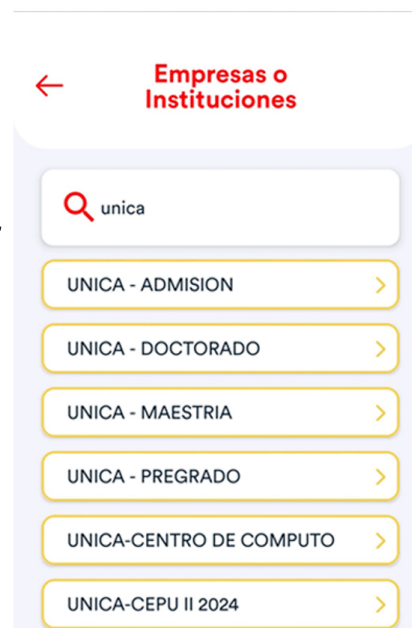 Empresas o
Instituciones
unica
UNICA - ADMISION
UNICA - DOCTORADO
UNICA - MAESTRIA
UNICA - PREGRADO
UNICA-CENTRO DE COMPUTO
UNICA-CEPU II 2024